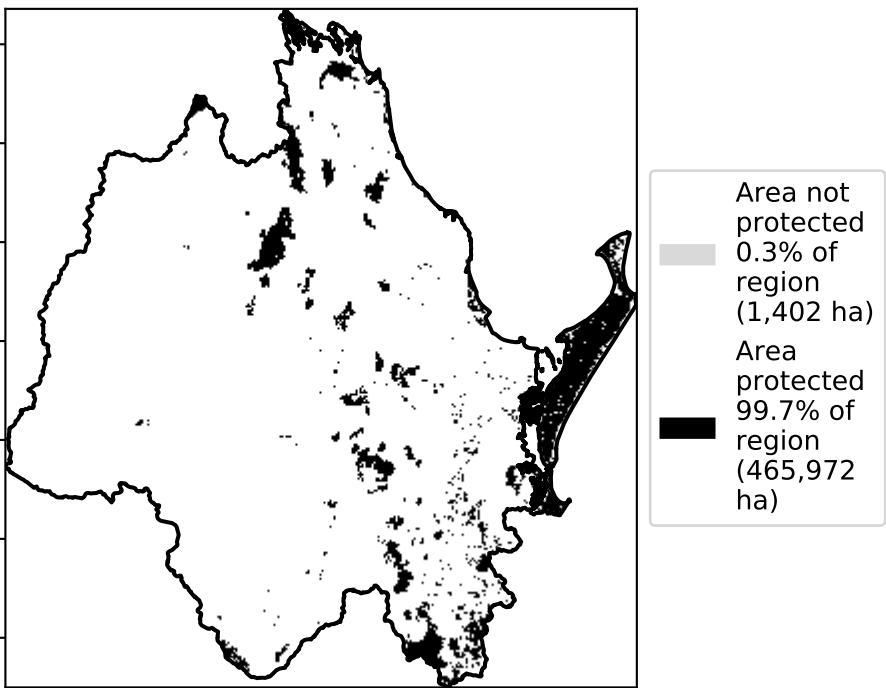 Area not
protected
0.3% of
region
(1,402 ha)
Area
protected
99.7% of
region
(465,972
ha)